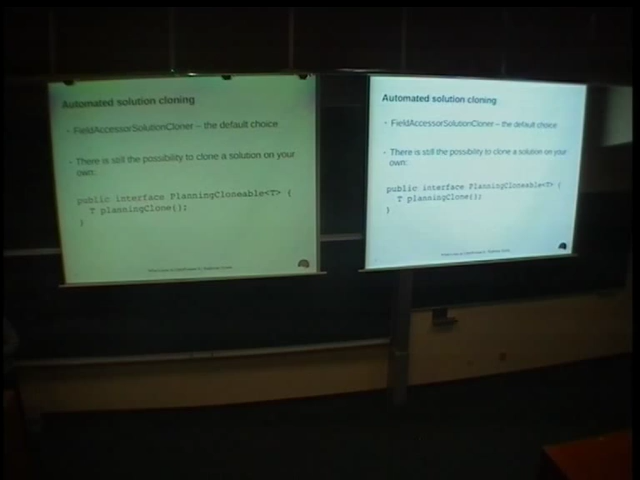 Automated solution cloning
- FieldAccessorSolutionCloner – the default choice
- There is still the possibility to clone a solution on your
own:
public interface PlanningCloneable<T> {
T planningClone();
}
Automated solution cloning
- FieldAccessorSolutionCloner – the default choice
- There is still the possibility to clone a solution on your
own:
public interface PlanningCloneable<T> {
T planningClone();
}